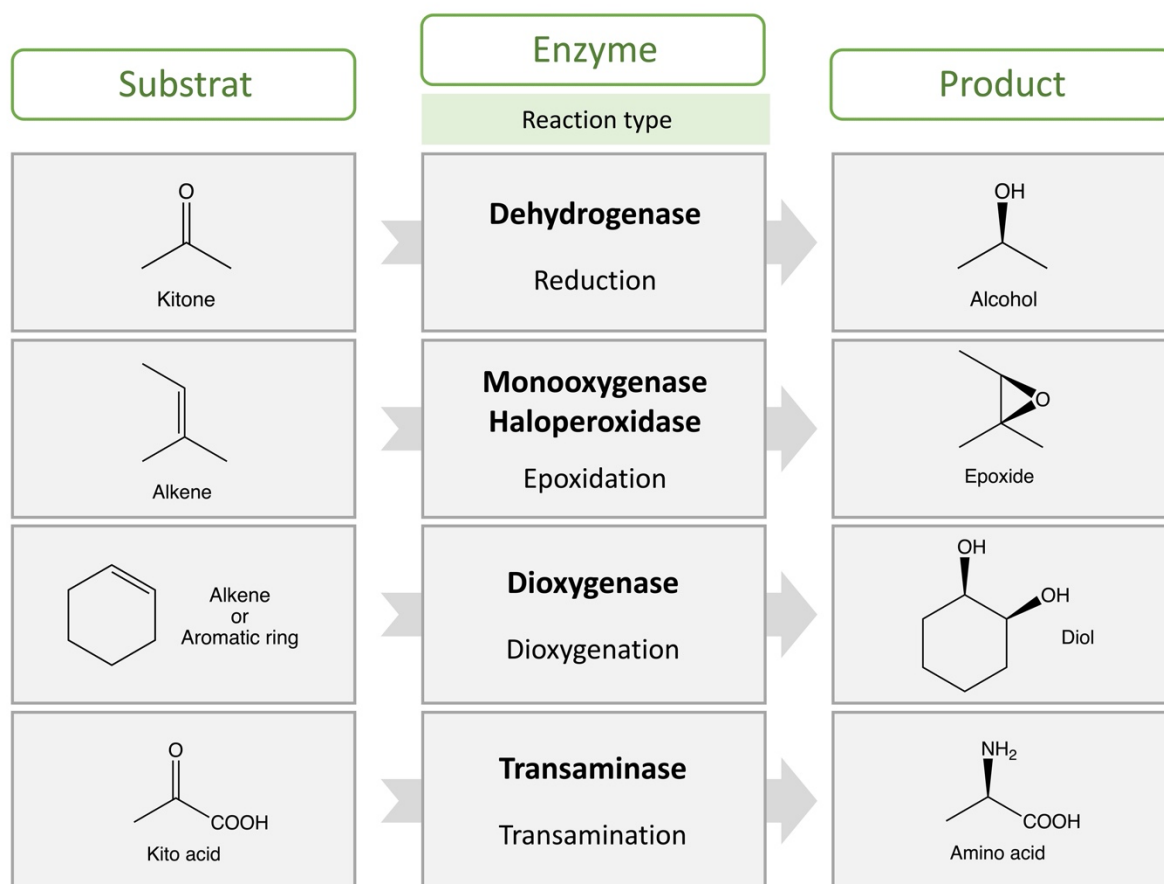 Substrat
Enzyme
Product
Reaction type
O
Kitone
Dehydrogenase
Reduction
OH
Alcohol
Alkene
Monooxygenase
Haloperoxidase
Epoxidation
O
Epoxide
Alkene
or
Aromatic ring
Dioxygenase
Dioxygenation
OH
OH
Diol
O
COOH
Kito acid
Transaminase
Transamination
NH2
COOH
Amino acid